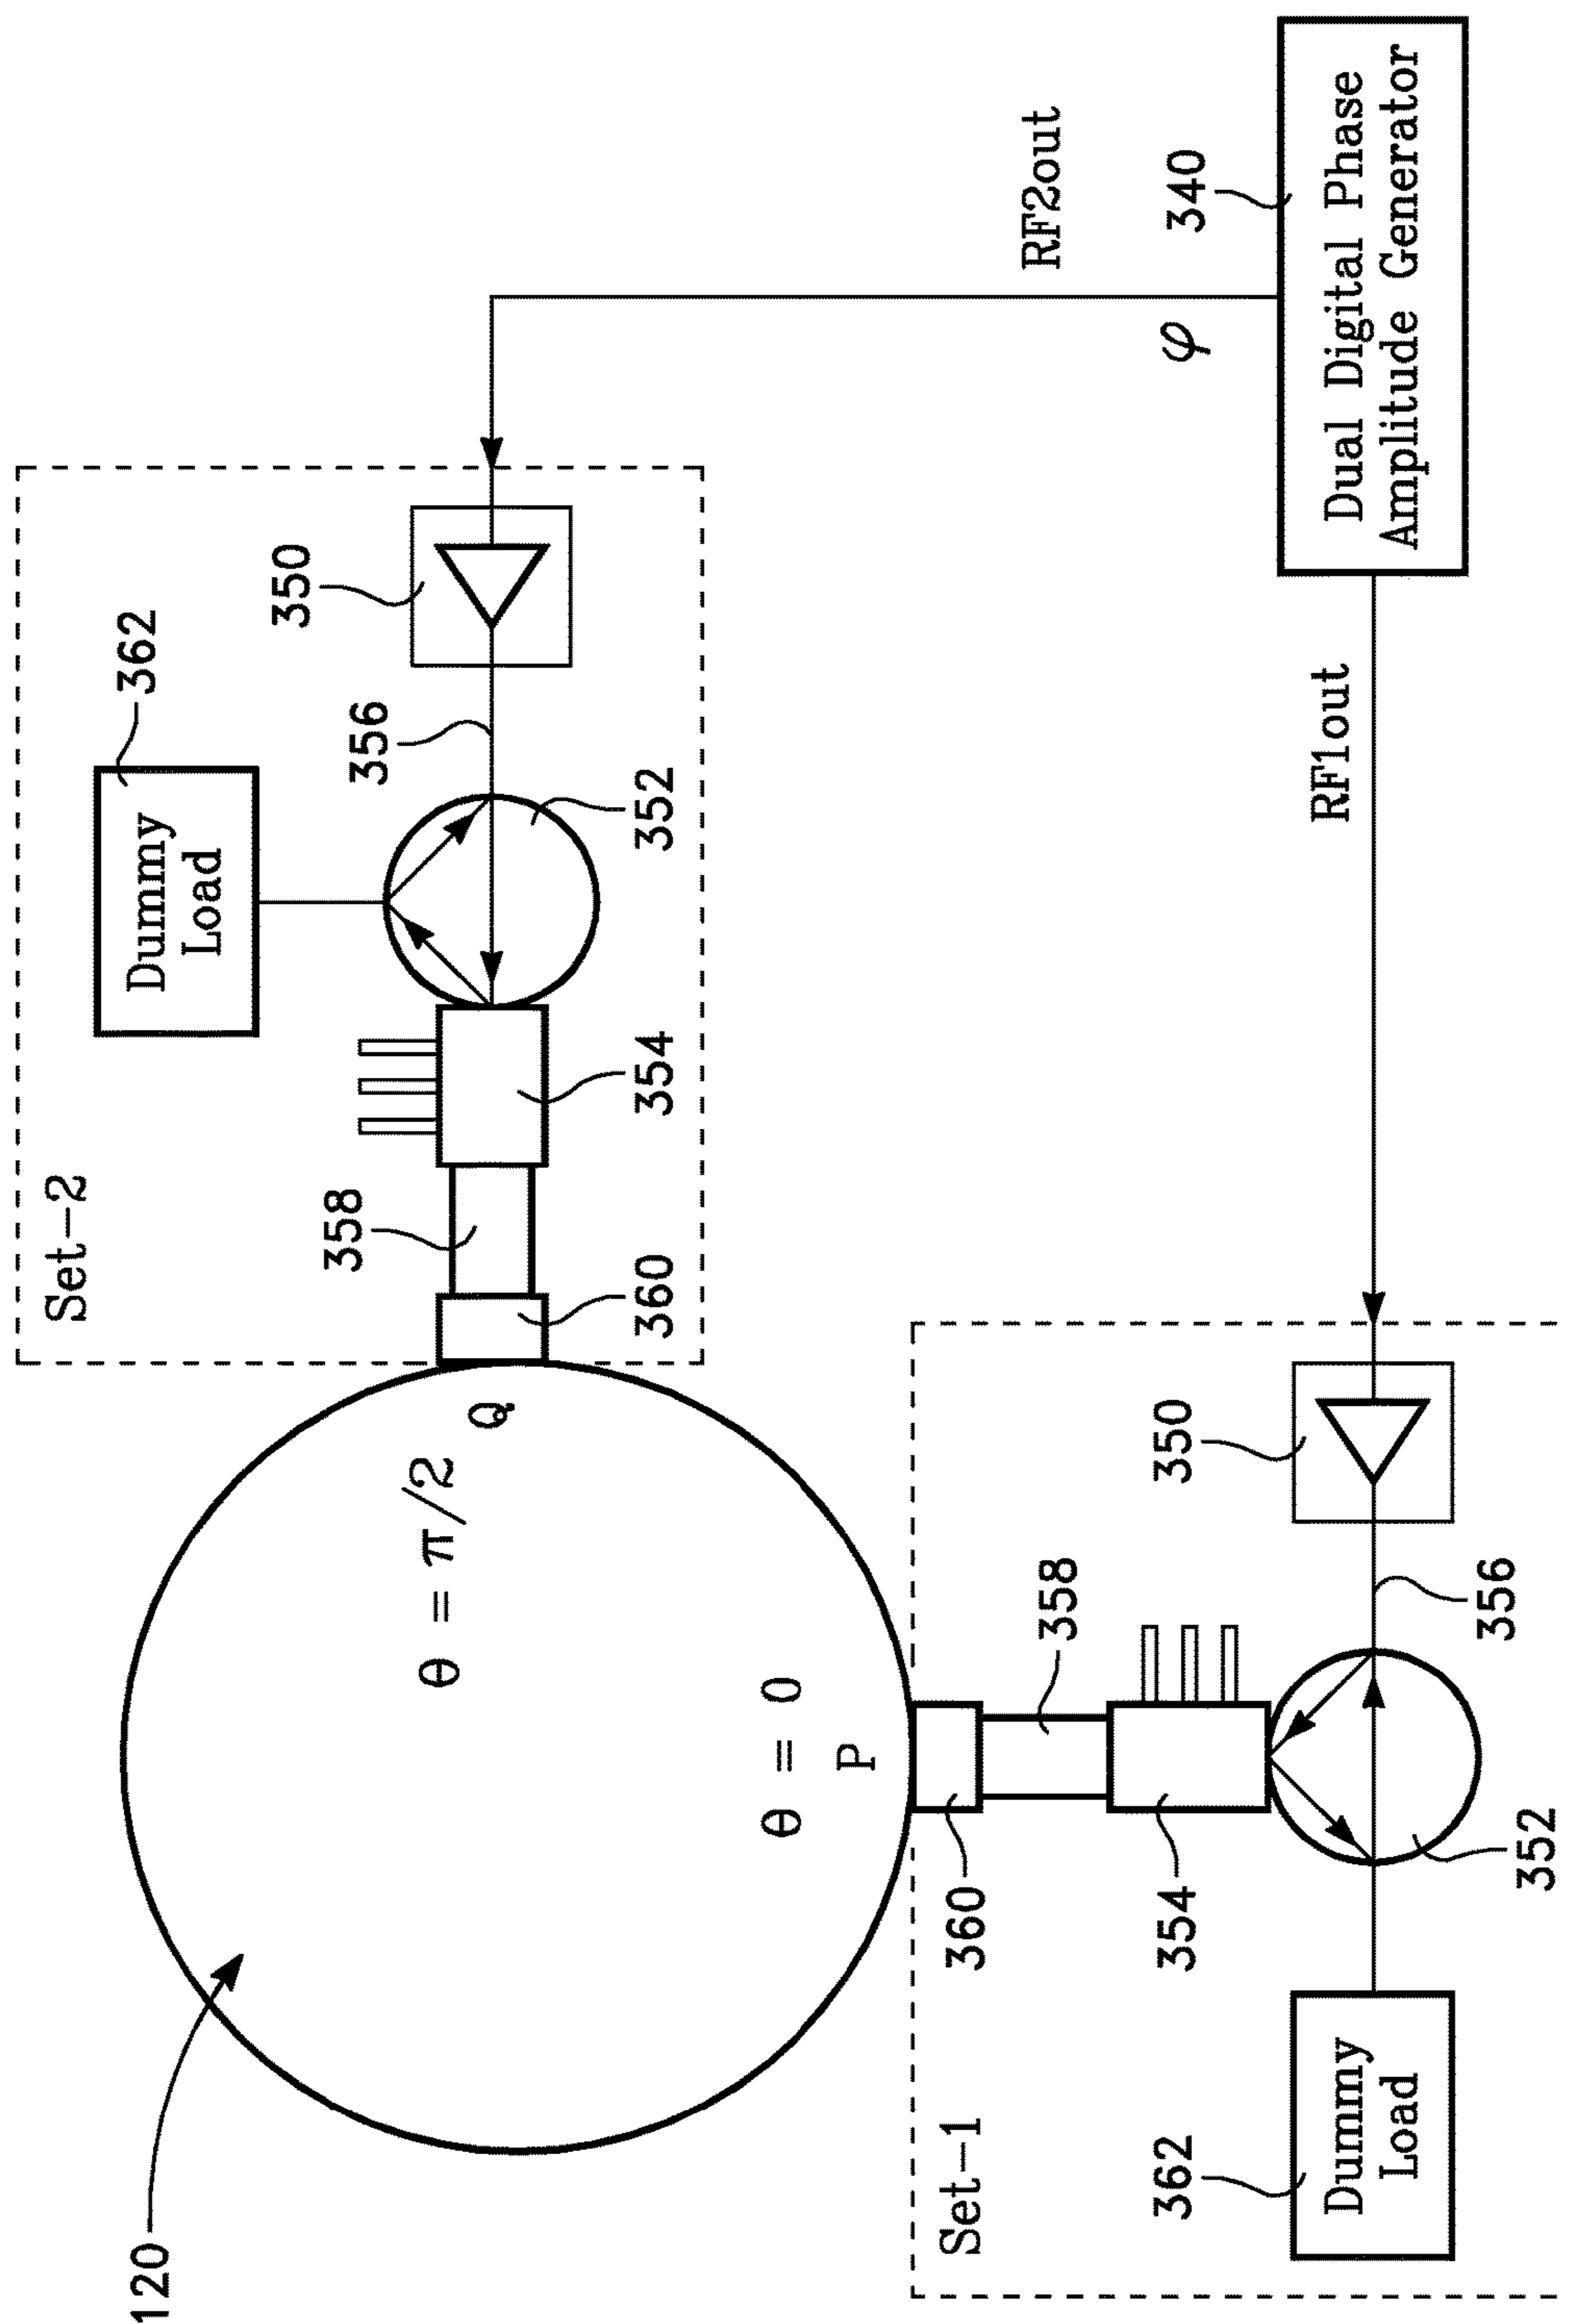 Set-2
120
362
Dummy
Load
350
358
356
θ = π/2
Q
360
354
352
θ = 0
P
RF2out
φ
340
Dual Digital Phase
Amplitude Generator
RF1out
Set-1
360
358
354
350
362
Dummy
Load
356
352